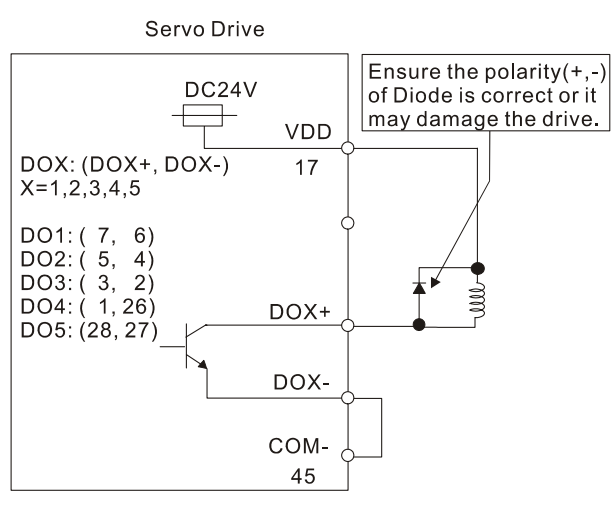 Servo Drive
Ensure the polarity(+,-)
of Diode is correct or it
may damage the drive.
DC24V
VDD
17
DOX: (DOX+, DOX-)
X=1,2,3,4,5
DO1: ( 7, 6)
DO2: ( 5, 4)
DO3: ( 3, 2)
DO4: ( 1, 26)
DO5: (28, 27)
DOX+
DOX-
COM-
45